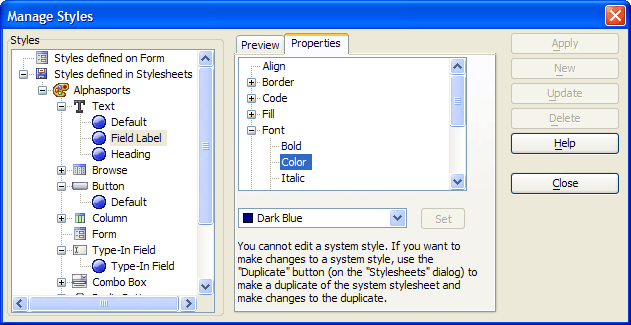 Manage Styles
Styles
Styles defined on Form
Styles defined in Stylesheets
Alphasports
Text
Default
Field Label
Heading
Browse
Button
Default
Column
Form
Type-In Field
Type-In Field
Combo Box
Preview
Properties
Align
Border
Code
Fill
Font
Bold
Color
Italic
Dark Blue
Set
You cannot edit a system style. If you want to
make changes to a system style, use the
"Duplicate" button (on the "Stylesheets" dialog) to
make a duplicate of the system stylesheet and
make changes to the duplicate.
Apply
New
Update
Delete
Help
Close